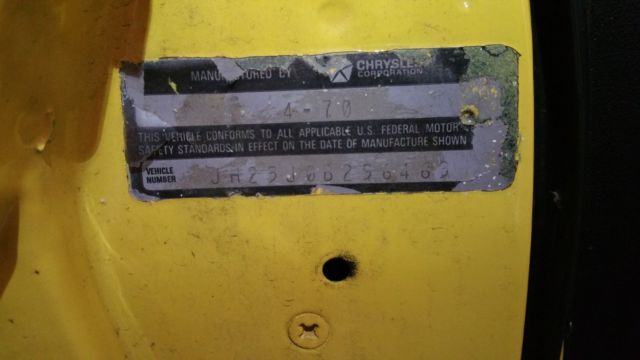 MANUFACTURED BY CHRYSLER CORPORATION
4-70
THIS VEHICLE CONFORMS TO ALL APPLICABLE U.S. FEDERAL MOTOR
SAFETY STANDARDS IN EFFECT ON THE DATE OF MANUFACTURE SHOWN
VEHICLE NUMBER